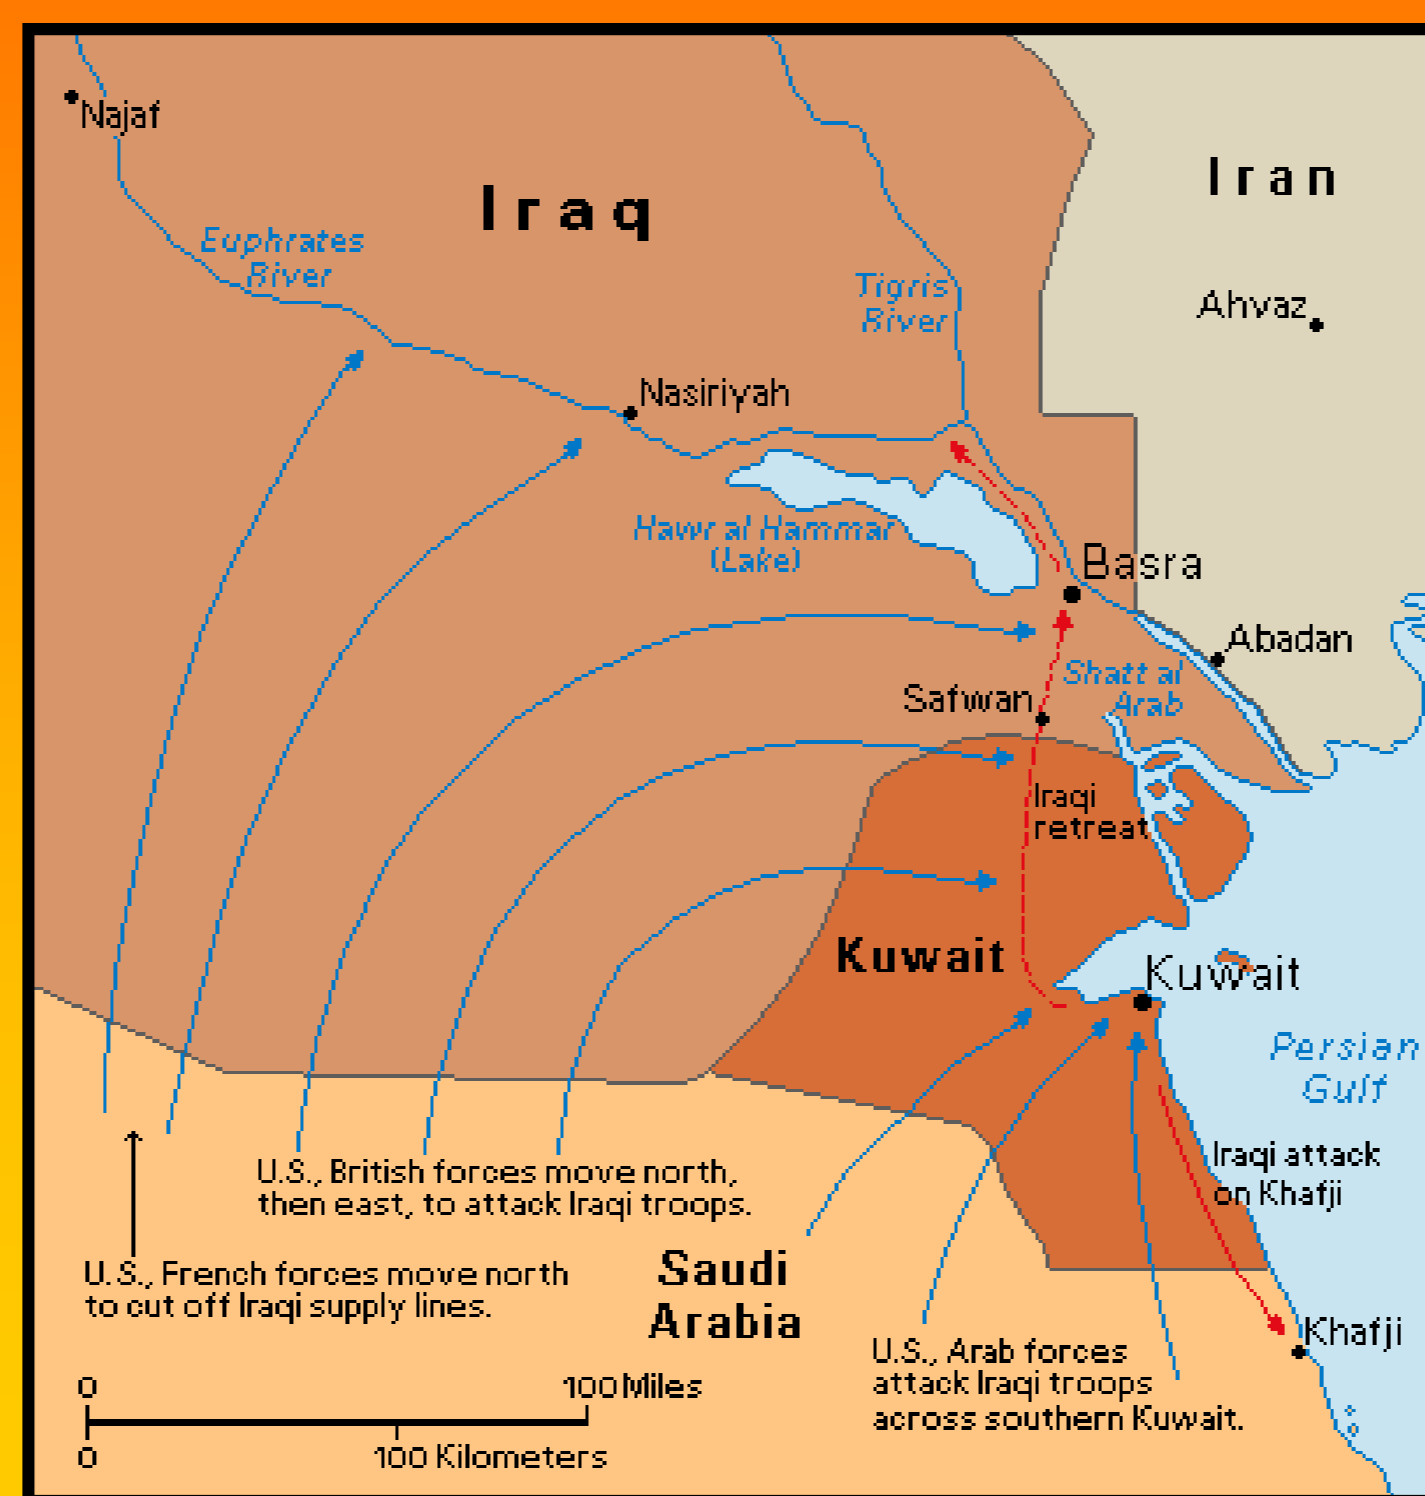 Najaf
Iraq
Iran
Euphrates
River
Tigris
River
Ahvaz
Nasiriyah
Hawr al Hammar
(Lake)
Basra
Abadan
Shatt al
Arab
Safwan
Iraqi
retreat
Kuwait
Kuwait
Persian
Gulf
Iraqi attack
on Khafji
U.S., British forces move north,
then east, to attack Iraqi troops.
U.S., French forces move north
to cut off Iraqi supply lines.
Saudi
Arabia
Khafji
U.S., Arab forces
attack Iraqi troops
across southern Kuwait.
0 100 Miles
0 100 Kilometers